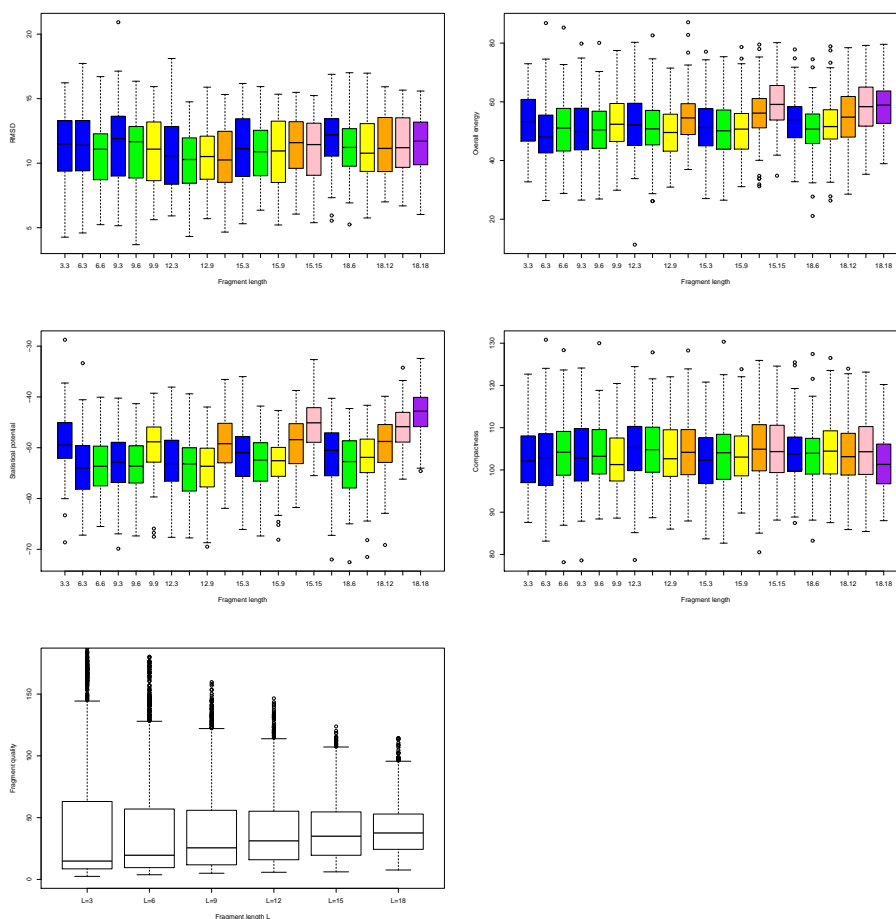 RMSD
20
15
10
5
3.3 6.3 6.6 9.3 9.6 9.9 12.3 12.9 15.3 15.9 15.15 18.6 18.12 18.18
Fragment length
Overall energy
80
60
40
20
3.3 6.3 6.6 9.3 9.6 9.9 12.3 12.9 15.3 15.9 15.15 18.6 18.12 18.18
Fragment length
Statistical potential
−30
−40
−50
−60
−70
3.3 6.3 6.6 9.3 9.6 9.9 12.3 12.9 15.3 15.9 15.15 18.6 18.12 18.18
Fragment length
Compactness
130
120
110
100
90
80
3.3 6.3 6.6 9.3 9.6 9.9 12.3 12.9 15.3 15.9 15.15 18.6 18.12 18.18
Fragment length
Fragment quality
150
100
50
0
L=3 L=6 L=9 L=12 L=15 L=18
Fragment length L